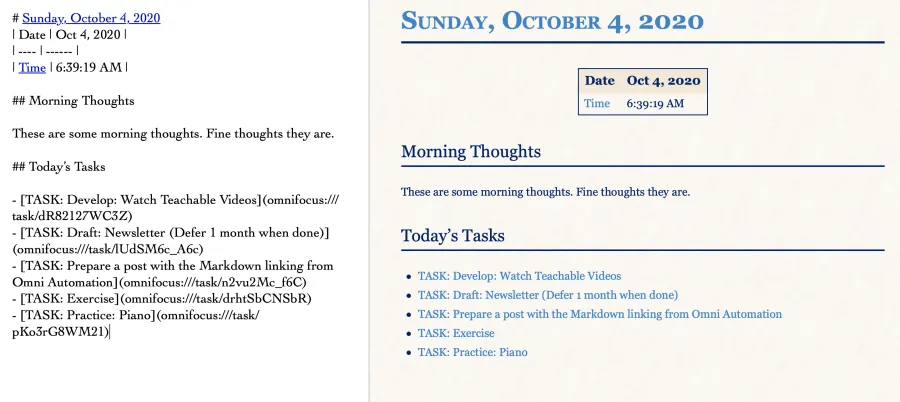 # Sunday, October 4, 2020
| Date | Oct 4, 2020 |
| ---- | ------ |
| Time | 6:39:19 AM |
## Morning Thoughts
These are some morning thoughts. Fine thoughts they are.
## Today’s Tasks
- [TASK: Develop: Watch Teachable Videos](omnifocus:///
task/dR82127WC3Z)
- [TASK: Draft: Newsletter (Defer 1 month when done)]
(omnifocus:///task/lUdSM6c_A6c)
- [TASK: Prepare a post with the Markdown linking from
Omni Automation](omnifocus:///task/n2vu2Mc_f6C)
- [TASK: Exercise](omnifocus:///task/drhtSbCNSbR)
- [TASK: Practice: Piano](omnifocus:///task/
pKo3rG8WM21)
Sunday, October 4, 2020
Date Oct 4, 2020
Time 6:39:19 AM
Morning Thoughts
These are some morning thoughts. Fine thoughts they are.
Today’s Tasks
• TASK: Develop: Watch Teachable Videos
• TASK: Draft: Newsletter (Defer 1 month when done)
• TASK: Prepare a post with the Markdown linking from Omni Automation
• TASK: Exercise
• TASK: Practice: Piano